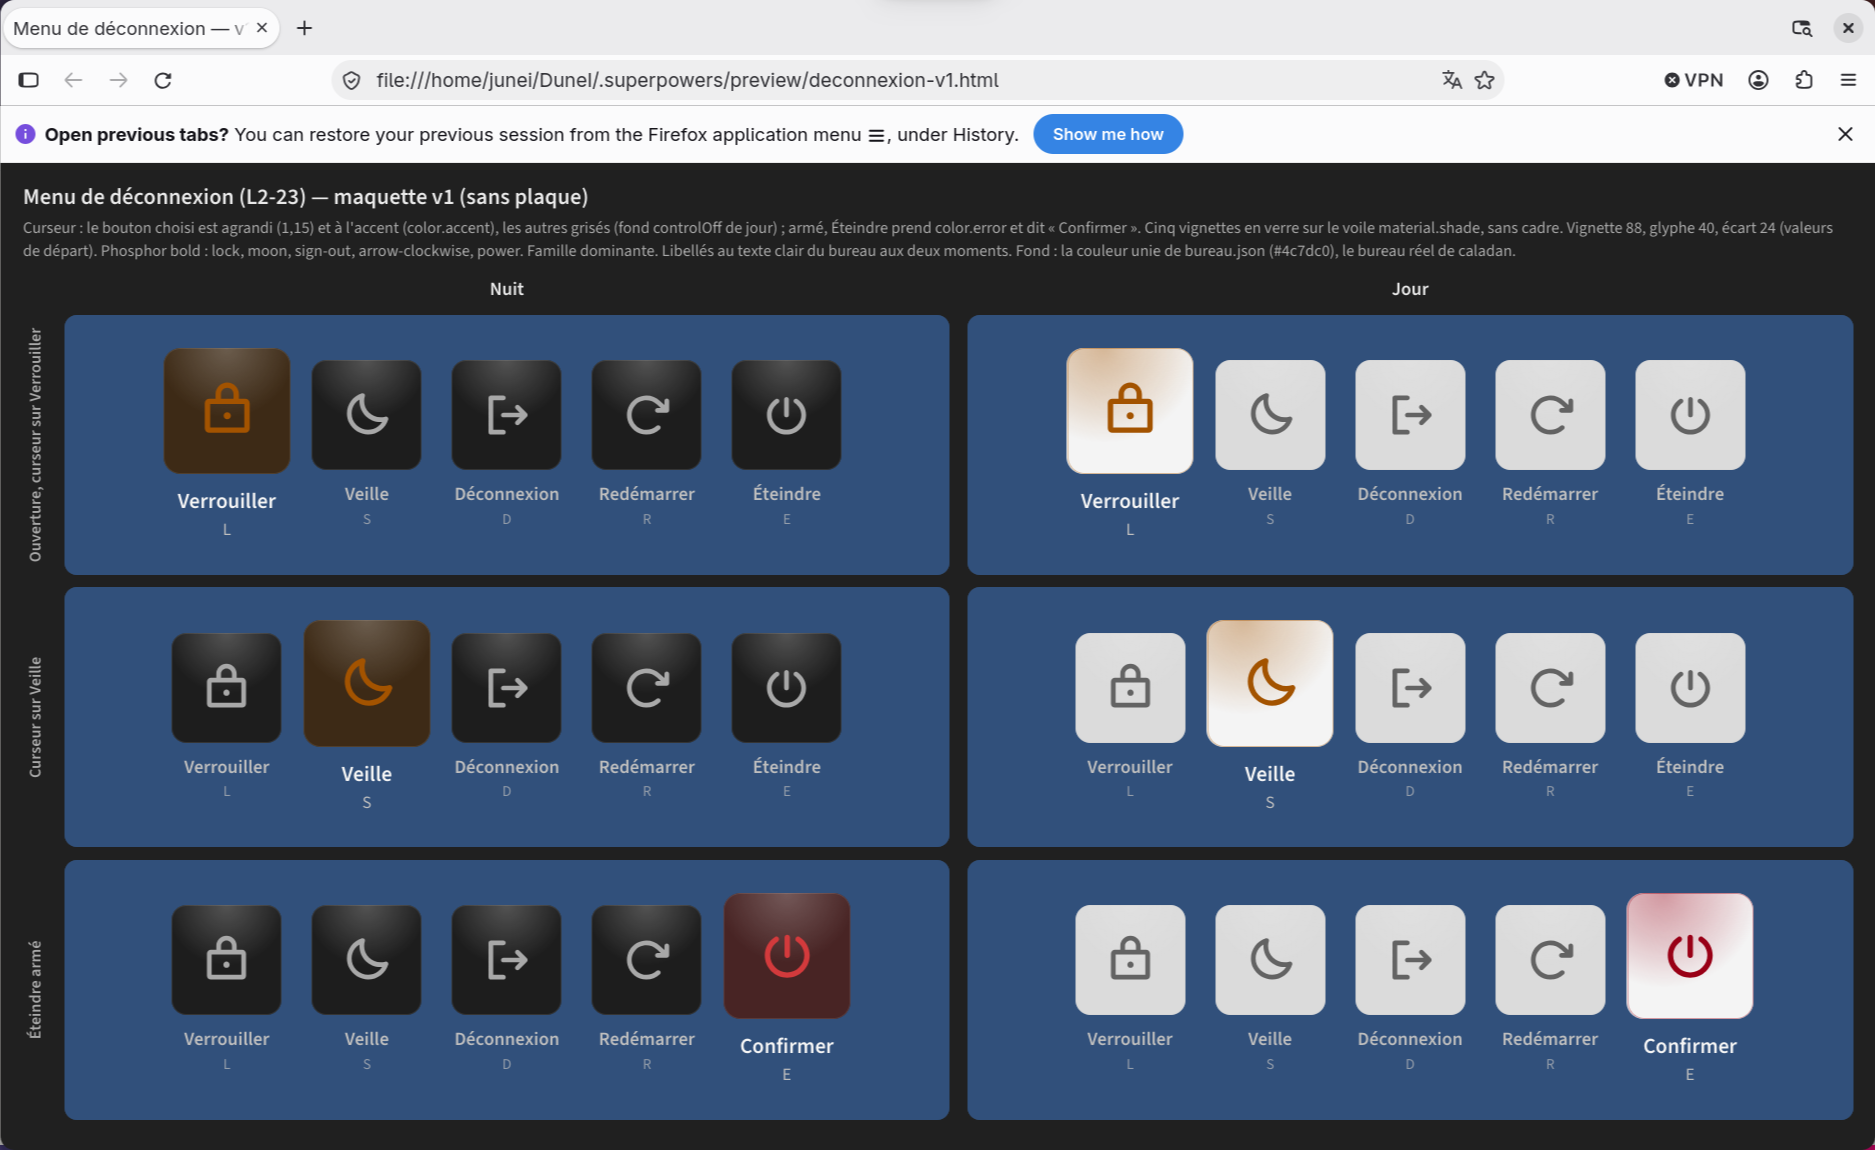 Menu de déconnexion — v
file:///home/junei/Dunel/.superpowers/preview/deconnexion-v1.html
VPN
Open previous tabs? You can restore your previous session from the Firefox application menu ☰, under History.
Show me how
Menu de déconnexion (L2-23) — maquette v1 (sans plaque)
Curseur : le bouton choisi est agrandi (1,15) et à l'accent (color.accent), les autres grisés (fond controlOff de jour) ; armé, Éteindre prend color.error et dit « Confirmer ». Cinq vignettes en verre sur le voile material.shade, sans cadre. Vignette 88, glyphe 40, écart 24 (valeurs
de départ). Phosphor bold : lock, moon, sign-out, arrow-clockwise, power. Famille dominante. Libellés au texte clair du bureau aux deux moments. Fond : la couleur unie de bureau.json (#4c7dc0), le bureau réel de caladan.
Nuit
Jour
Ouverture, curseur sur Verrouiller
Verrouiller
Veille
Déconnexion
Redémarrer
Éteindre
L
S
D
R
E
Verrouiller
Veille
Déconnexion
Redémarrer
Éteindre
L
S
D
R
E
Curseur sur Veille
Verrouiller
Veille
Déconnexion
Redémarrer
Éteindre
L
S
D
R
E
Verrouiller
Veille
Déconnexion
Redémarrer
Éteindre
L
S
D
R
E
Éteindre armé
Verrouiller
Veille
Déconnexion
Redémarrer
Confirmer
L
S
D
R
E
Verrouiller
Veille
Déconnexion
Redémarrer
Confirmer
L
S
D
R
E